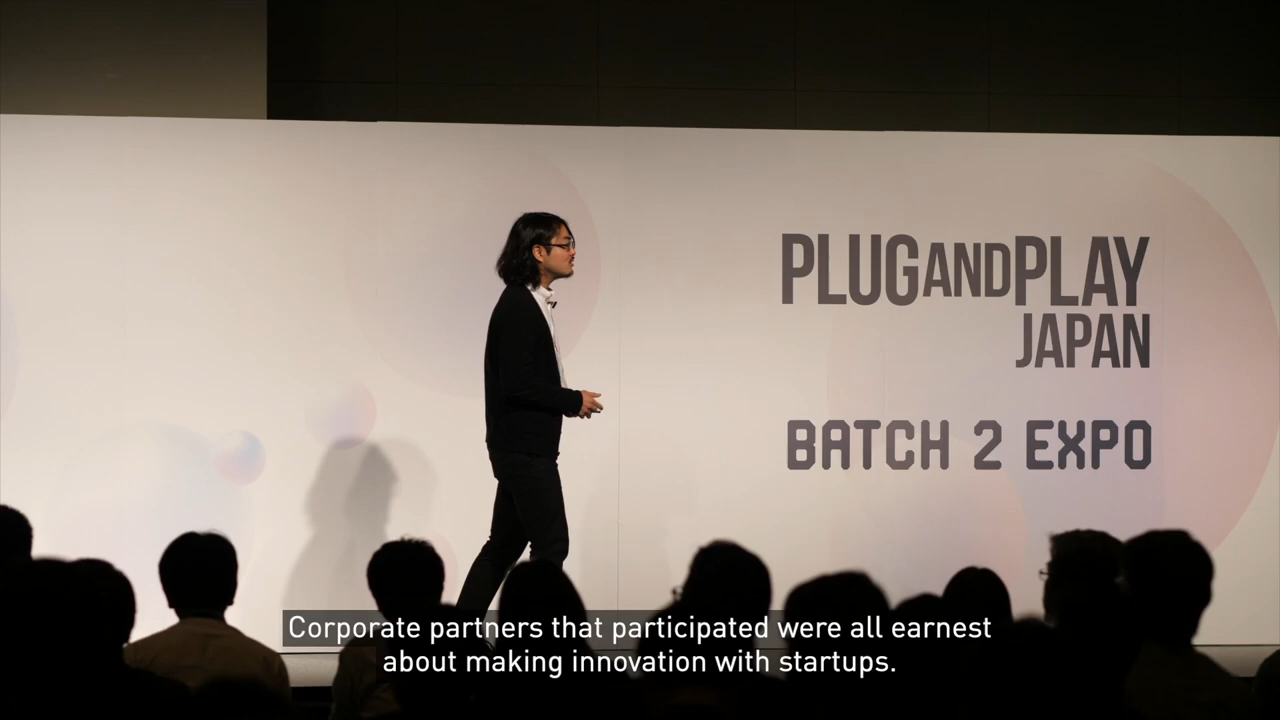 PLUGANDPLAY
JAPAN
BATCH 2 EXPO
Corporate partners that participated were all earnest
about making innovation with startups.